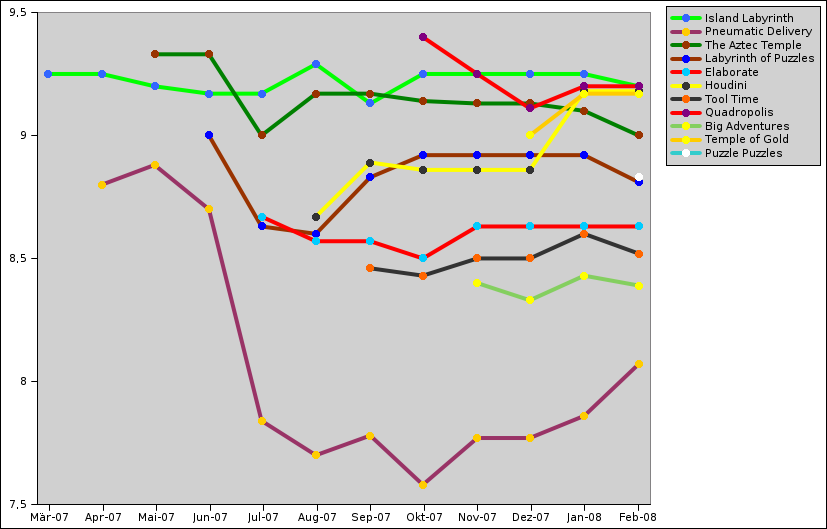 9,5
9
8,5
8
7,5
Mär-07 Apr-07 Mai-07 Jun-07 Jul-07 Aug-07 Sep-07 Okt-07 Nov-07 Dez-07 Jan-08 Feb-08
Island Labyrinth
Pneumatic Delivery
The Aztec Temple
Labyrinth of Puzzles
Elaborate
Houdini
Tool Time
Quadropolis
Big Adventures
Temple of Gold
Puzzle Puzzles